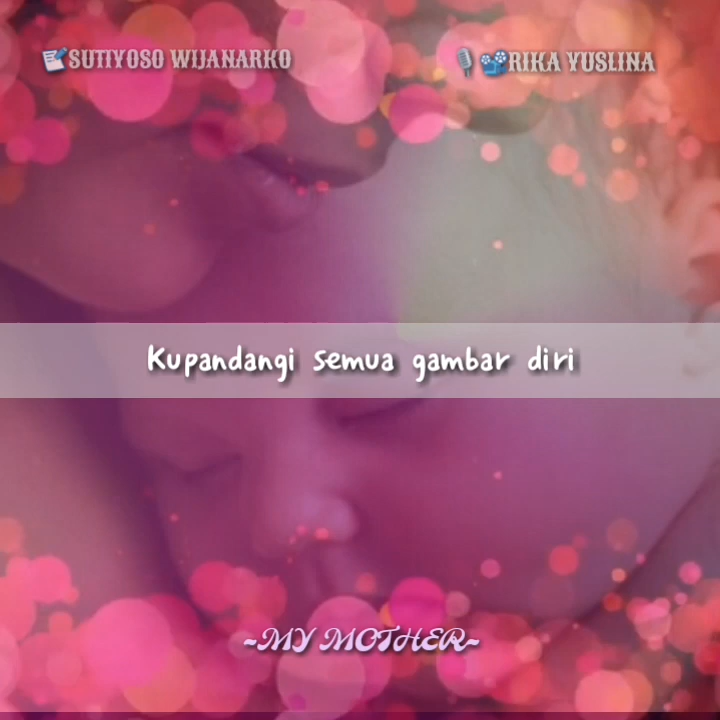 📝SUTIYOSO WIJANARKO
🎙️📽️RIKA YUSLINA
Kupandangi semua gambar diri
~MY MOTHER~